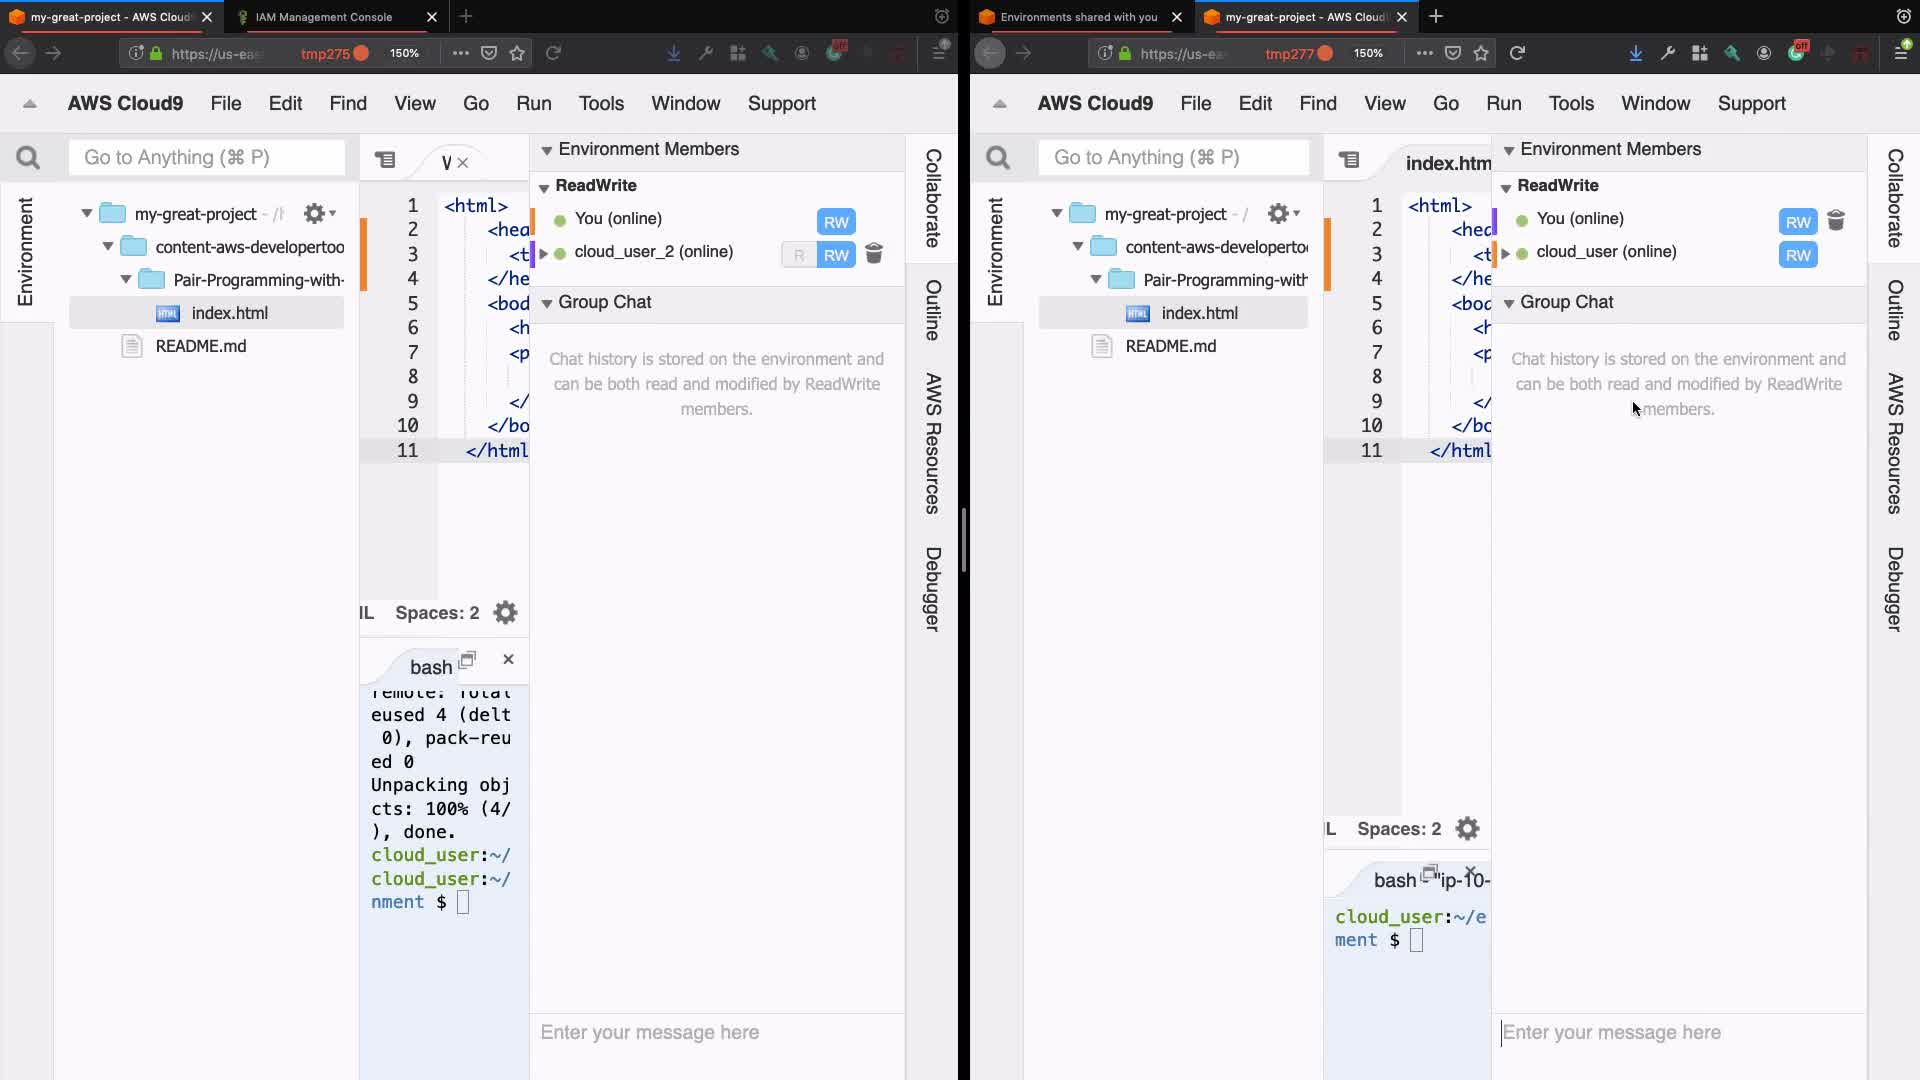 my-great-project - AWS Cloud9
IAM Management Console
https://us-eas
tmp275
150%
AWS Cloud9 File Edit Find View Go Run Tools Window Support
Go to Anything (⌘ P)
Environment
my-great-project - /h
content-aws-developertoo
Pair-Programming-with-
index.html
README.md
1 <html>
2 <hea
3 <t
4 </he
5 <bod
6 <h
7 <p
8
9 </
10 </bo
11 </html
Spaces: 2
bash
remote: Total
eused 4 (delt
0), pack-reu
ed 0
Unpacking obj
cts: 100% (4/
), done.
cloud_user:~/
cloud_user:~/
nment $
Environment Members
ReadWrite
You (online) RW
cloud_user_2 (online) R RW
Group Chat
Chat history is stored on the environment and
can be both read and modified by ReadWrite
members.
Enter your message here
Collaborate
Outline
AWS Resources
Debugger
Environments shared with you
my-great-project - AWS Cloud9
https://us-eas
tmp277
150%
off
AWS Cloud9 File Edit Find View Go Run Tools Window Support
Go to Anything (⌘ P)
Environment
my-great-project - /
content-aws-developertoo
Pair-Programming-with
index.html
README.md
index.htm
1 <html>
2 <hea
3 <t
4 </he
5 <bod
6 <h
7 <p
8
9 </
10 </bo
11 </html
Spaces: 2
bash - "ip-10-
cloud_user:~/e
ment $
Environment Members
ReadWrite
You (online) RW
cloud_user (online) RW
Group Chat
Chat history is stored on the environment and
can be both read and modified by ReadWrite
members.
Enter your message here
Collaborate
Outline
AWS Resources
Debugger